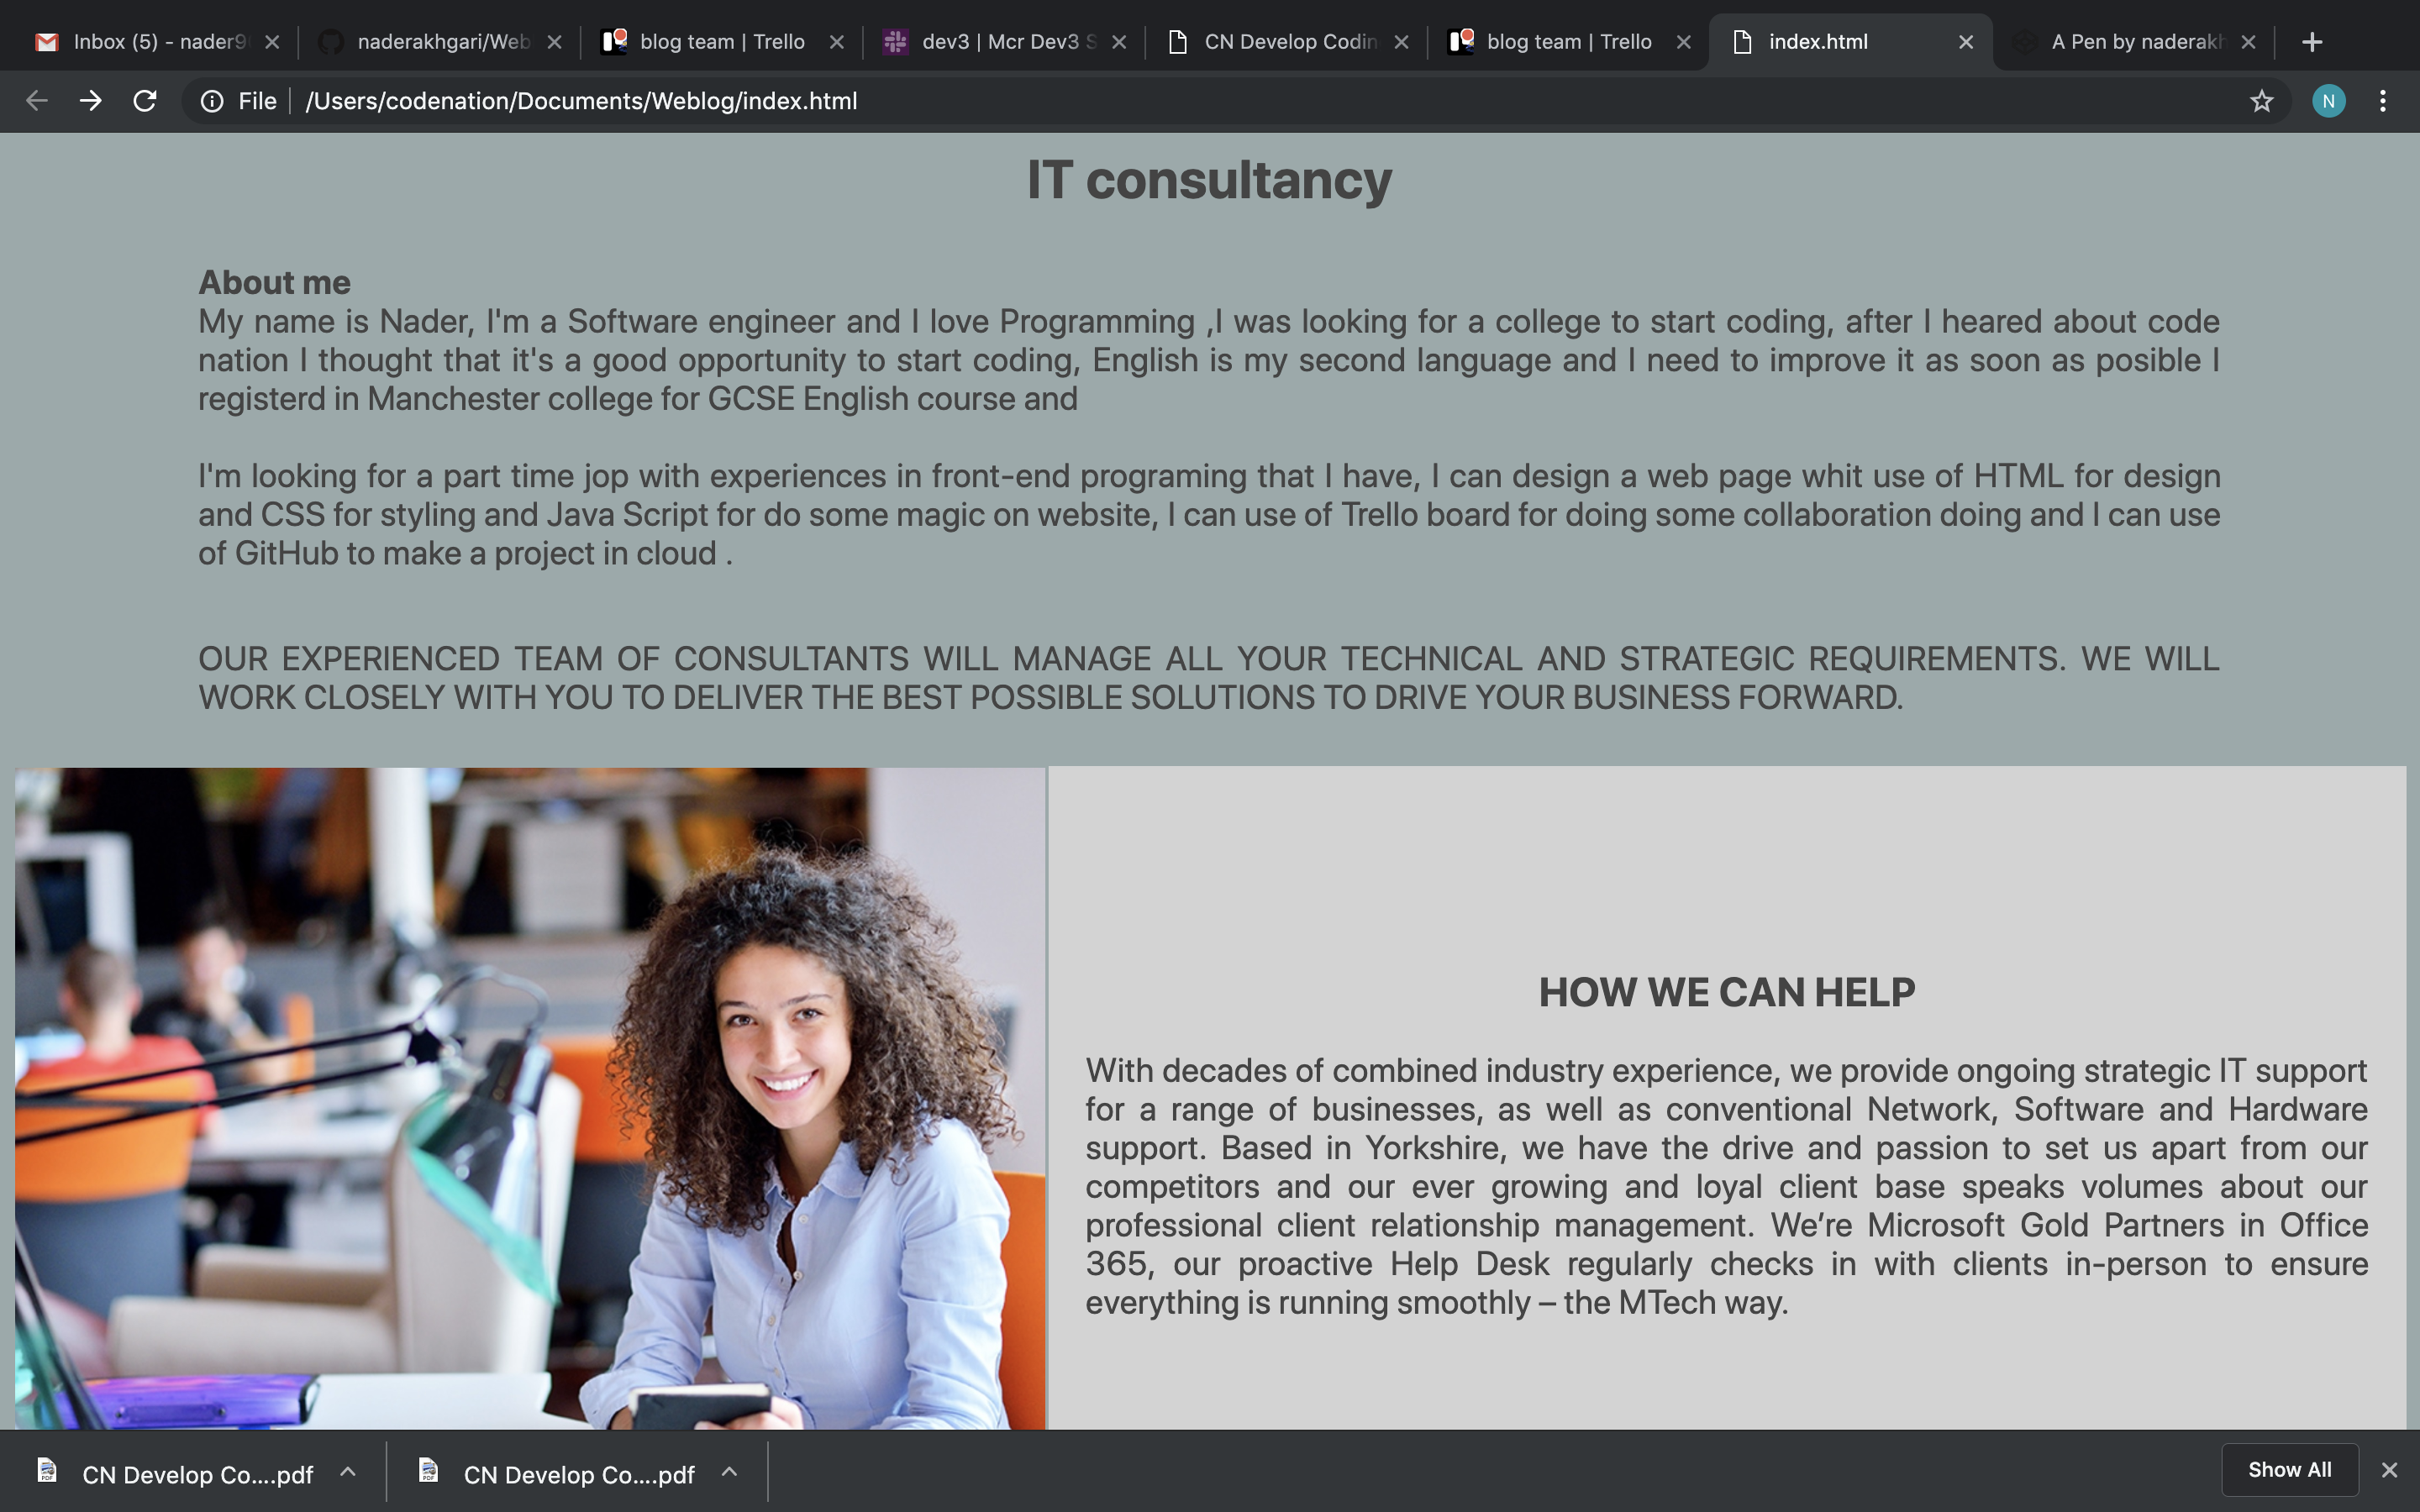 Inbox (5) - nader9
naderakhgari/Web
blog team | Trello
dev3 | Mcr Dev3 S
CN Develop Codin
blog team | Trello
index.html
A Pen by naderakh
File
/Users/codenation/Documents/Weblog/index.html
N
IT consultancy
About me
My name is Nader, I'm a Software engineer and I love Programming ,I was looking for a college to start coding, after I heared about code
nation I thought that it's a good opportunity to start coding, English is my second language and I need to improve it as soon as posible I
registerd in Manchester college for GCSE English course and
I'm looking for a part time jop with experiences in front-end programing that I have, I can design a web page whit use of HTML for design
and CSS for styling and Java Script for do some magic on website, I can use of Trello board for doing some collaboration doing and I can use
of GitHub to make a project in cloud .
OUR EXPERIENCED TEAM OF CONSULTANTS WILL MANAGE ALL YOUR TECHNICAL AND STRATEGIC REQUIREMENTS. WE WILL
WORK CLOSELY WITH YOU TO DELIVER THE BEST POSSIBLE SOLUTIONS TO DRIVE YOUR BUSINESS FORWARD.
HOW WE CAN HELP
With decades of combined industry experience, we provide ongoing strategic IT support
for a range of businesses, as well as conventional Network, Software and Hardware
support. Based in Yorkshire, we have the drive and passion to set us apart from our
competitors and our ever growing and loyal client base speaks volumes about our
professional client relationship management. We’re Microsoft Gold Partners in Office
365, our proactive Help Desk regularly checks in with clients in-person to ensure
everything is running smoothly – the MTech way.
CN Develop Co....pdf
CN Develop Co....pdf
Show All